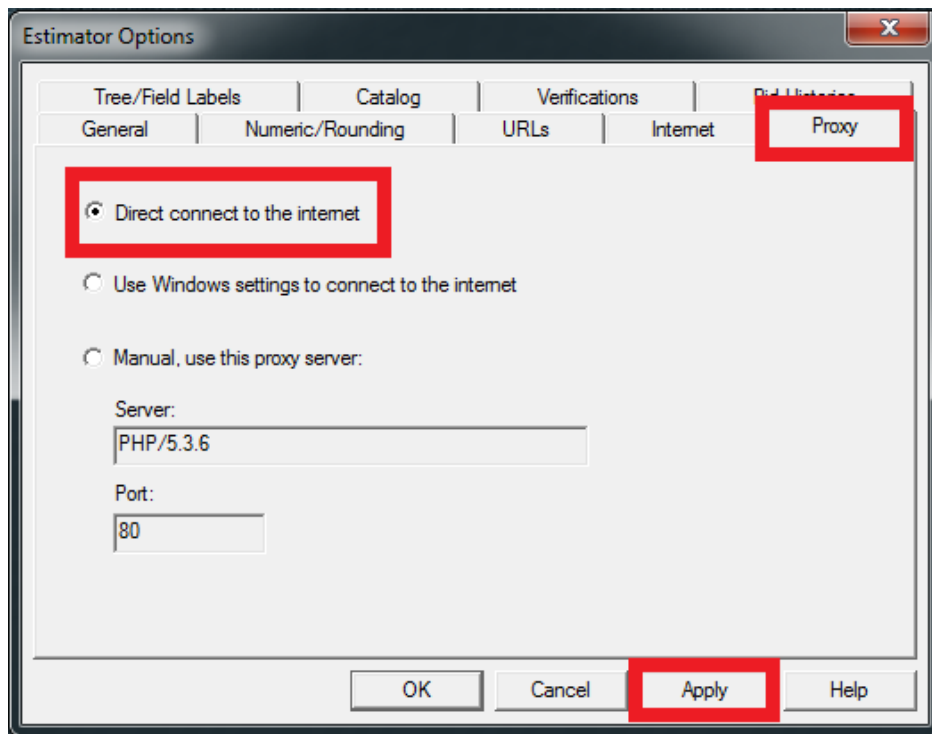 Estimator Options
Tree/Field Labels Catalog Verifications Bid Histories
General Numeric/Rounding URLs Internet Proxy
Direct connect to the internet
Use Windows settings to connect to the internet
Manual, use this proxy server:
Server:
PHP/5.3.6
Port:
80
OK Cancel Apply Help